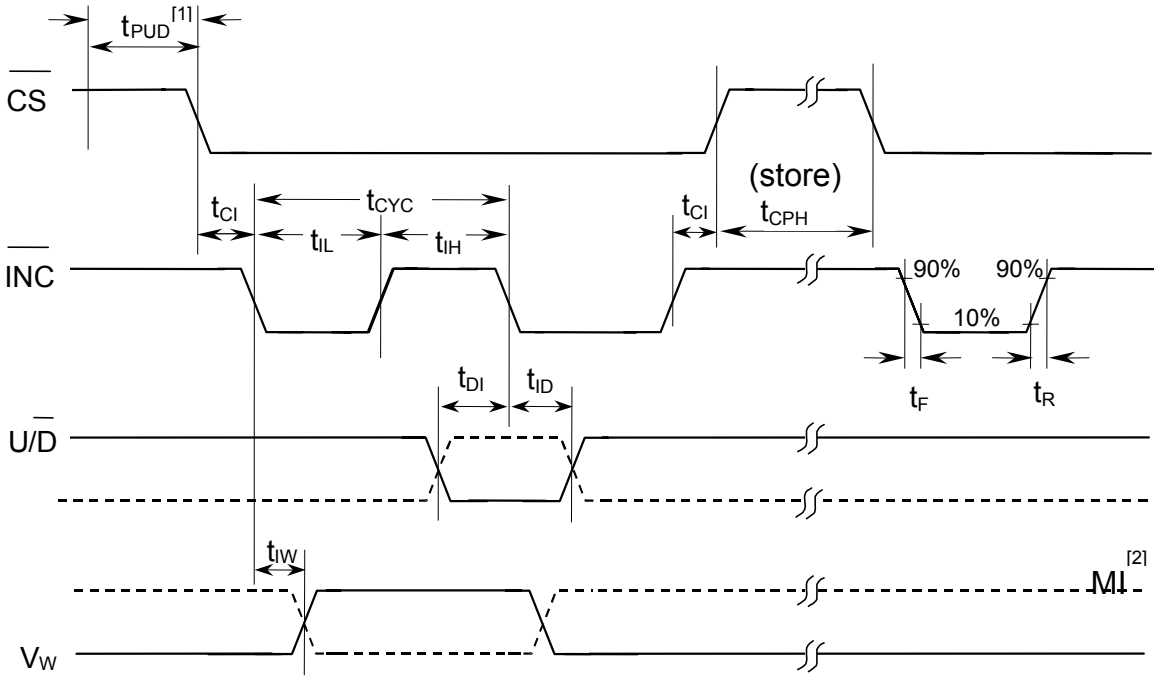 tPUD[1]
CS
(store)
tCI tCYC tCI tCPH
tIL tIH
INC
90% 90%
10%
tDI tID
tF tR
U/D
tIW
MI[2]
VW